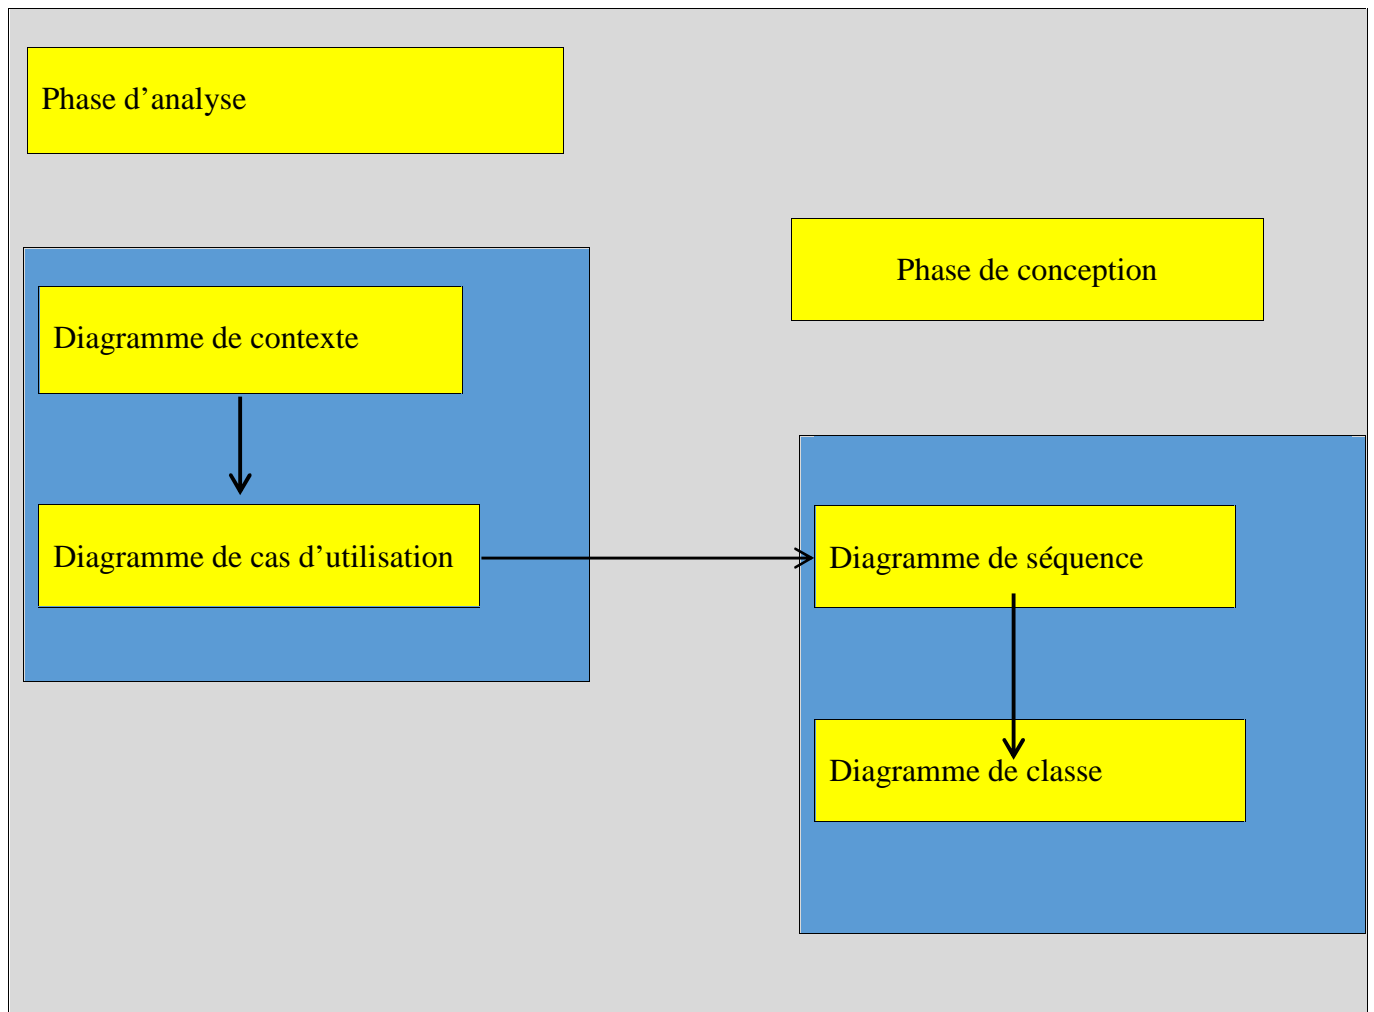 Phase d’analyse
Phase de conception
Diagramme de contexte
Diagramme de cas d’utilisation
Diagramme de séquence
Diagramme de classe